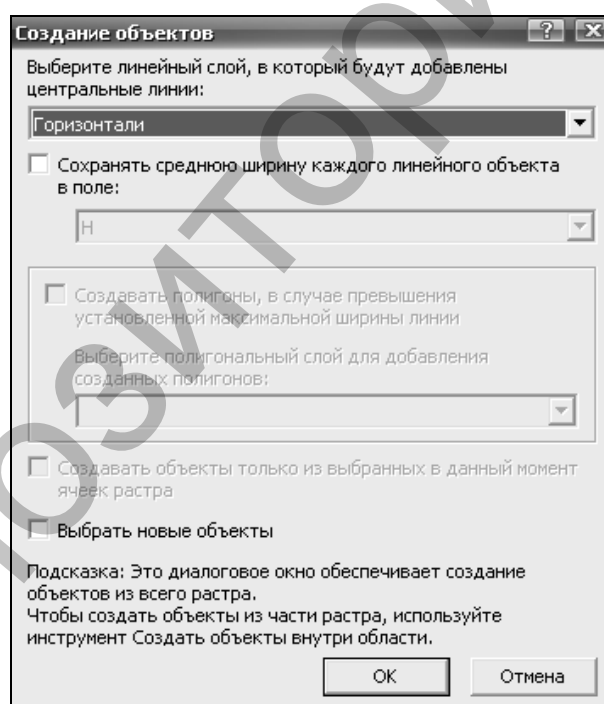 Создание объектов
Выберите линейный слой, в который будут добавлены
центральные линии:
Горизонтали
Сохранять среднюю ширину каждого линейного объекта
в поле:
Н
Создавать полигоны, в случае превышения
установленной максимальной ширины линии
Выберите полигональный слой для добавления
созданных полигонов:
Создавать объекты только из выбранных в данный момент
ячеек растра
Выбрать новые объекты
Подсказка: Это диалоговое окно обеспечивает создание
объектов из всего растра.
Чтобы создать объекты из части растра, используйте
инструмент Создать объекты внутри области.
ОК
Отмена